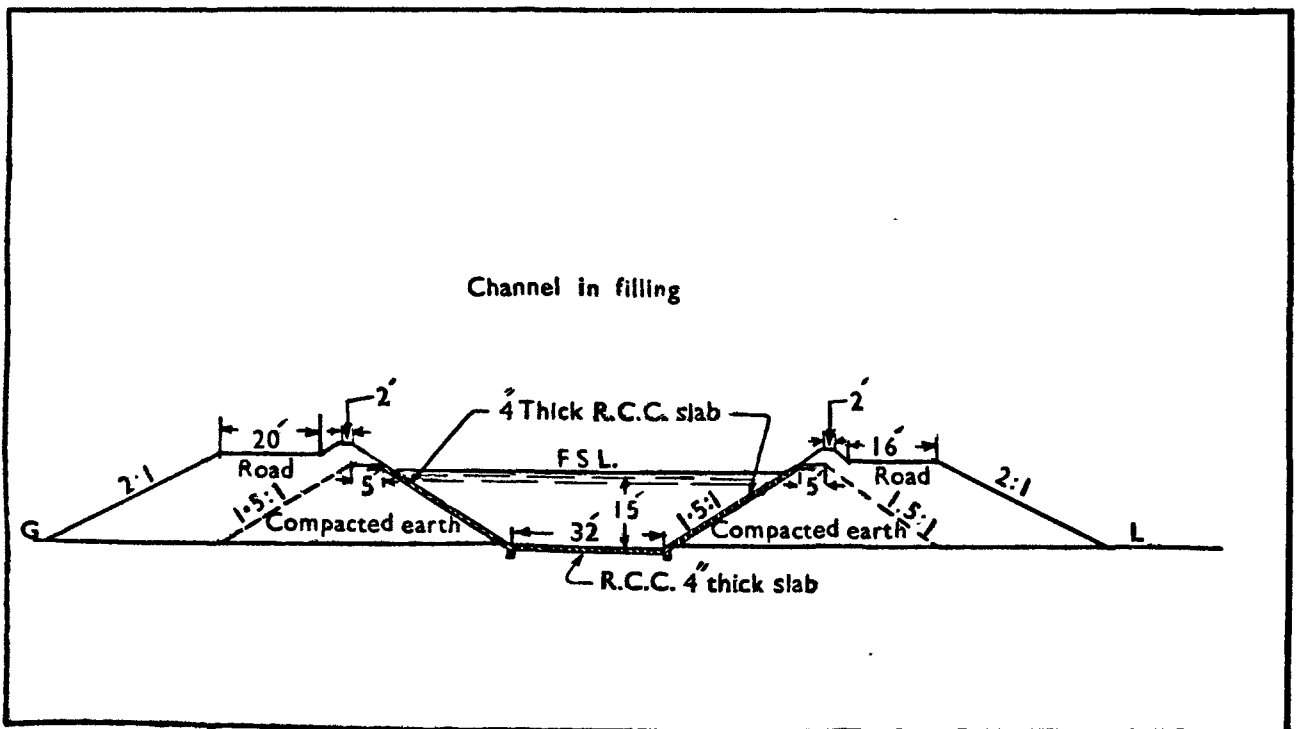 Channel in filling
2′
4″ Thick R.C.C. slab
2′
20′
Road
F S L.
16′
Road
2:1
5′
15′
1·5:1
5′
2:1
1·5:1
1·5:1
G
Compacted earth
32′
Compacted earth
L
R.C.C. 4″ thick slab